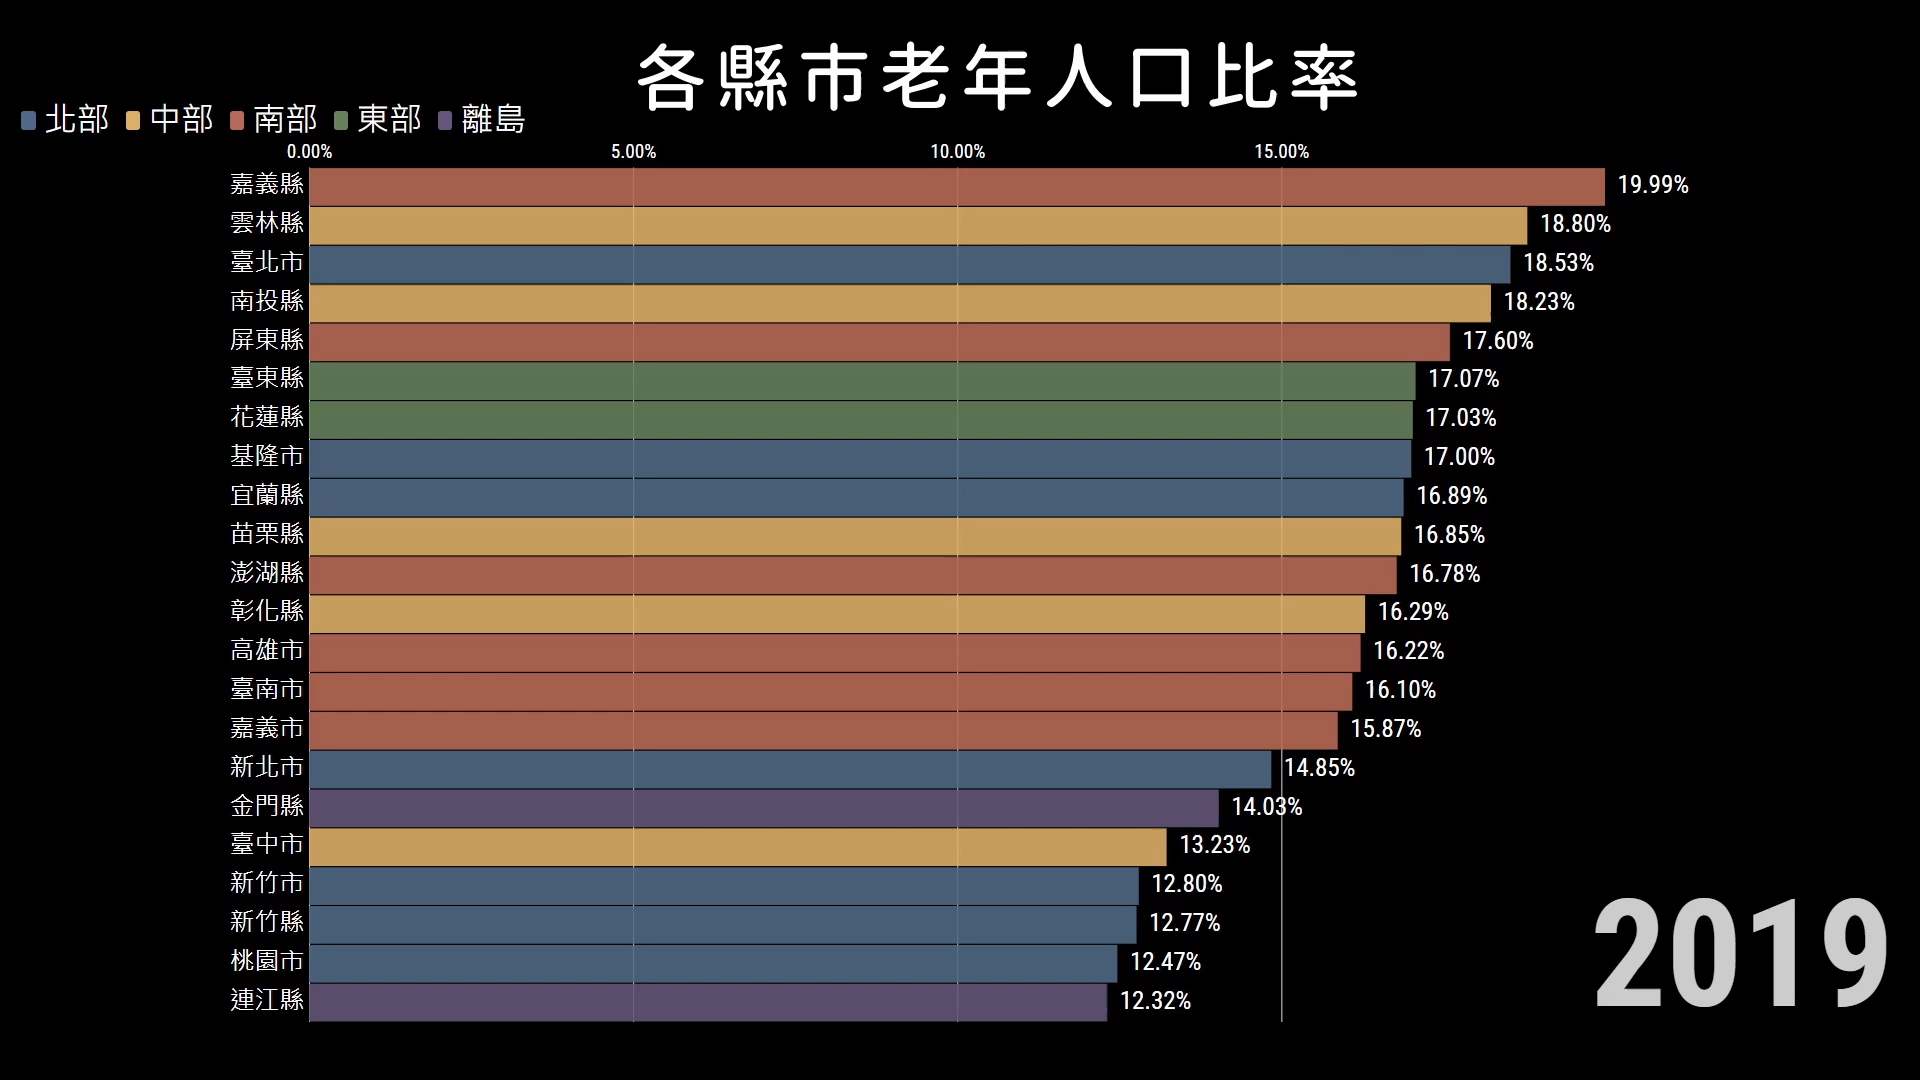 各縣市老年人口比率
北部 中部 南部 東部 離島
0.00% 5.00% 10.00% 15.00%
嘉義縣 19.99%
雲林縣 18.80%
臺北市 18.53%
南投縣 18.23%
屏東縣 17.60%
臺東縣 17.07%
花蓮縣 17.03%
基隆市 17.00%
宜蘭縣 16.89%
苗栗縣 16.85%
澎湖縣 16.78%
彰化縣 16.29%
高雄市 16.22%
臺南市 16.10%
嘉義市 15.87%
新北市 14.85%
金門縣 14.03%
臺中市 13.23%
新竹市 12.80%
新竹縣 12.77%
桃園市 12.47%
連江縣 12.32%
2019